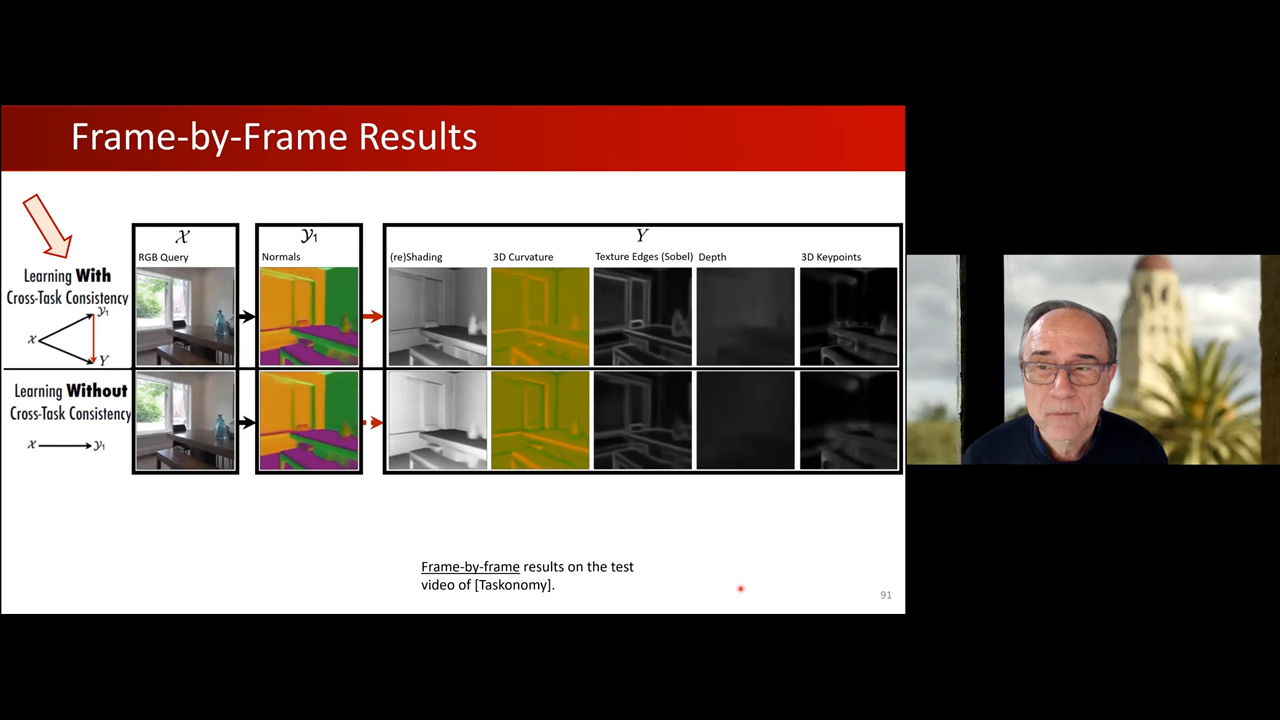 Frame-by-Frame Results
Learning With
Cross-Task Consistency
𝒳
𝒴₁
Y
Learning Without
Cross-Task Consistency
𝒳
𝒴₁
𝒳
RGB Query
𝒴₁
Normals
Y
(re)Shading
3D Curvature
Texture Edges (Sobel)
Depth
3D Keypoints
Frame-by-frame results on the test
video of [Taskonomy].
91